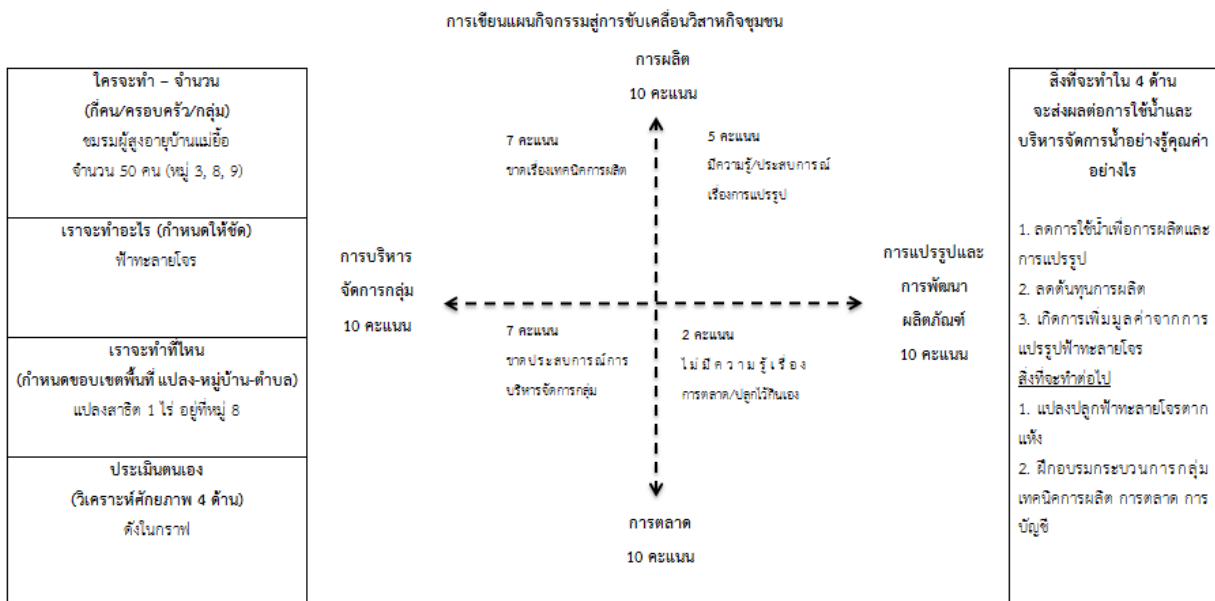 การเขียนแผนกิจกรรมสู่การขับเคลื่อนวิสาหกิจชุมชน
ใครจะทำ – จำนวน
(กี่คน/ครอบครัว/กลุ่ม)
ชมรมผู้สูงอายุบ้านแม่ยื้อ
จำนวน 50 คน (หมู่ 3, 8, 9)
เราจะทำอะไร (กำหนดให้ชัด)
ฟ้าทะลายโจร
เราจะทำที่ไหน
(กำหนดขอบเขตพื้นที่ แปลง-หมู่บ้าน-ตำบล)
แปลงสาธิต 1 ไร่ อยู่ที่หมู่ 8
ประเมินตนเอง
(วิเคราะห์ศักยภาพ 4 ด้าน)
ดังในกราฟ
การผลิต
10 คะแนน
7 คะแนน
ขาดเรื่องเทคนิคการผลิต
5 คะแนน
มีความรู้/ประสบการณ์
เรื่องการแปรรูป
การบริหาร
จัดการกลุ่ม
10 คะแนน
การแปรรูปและ
การพัฒนา
ผลิตภัณฑ์
10 คะแนน
7 คะแนน
ขาดประสบการณ์การ
บริหารจัดการกลุ่ม
2 คะแนน
ไม่มีความรู้เรื่อง
การตลาด/ปลูกไว้กินเอง
การตลาด
10 คะแนน
สิ่งที่จะทำใน 4 ด้าน
จะส่งผลต่อการใช้น้ำและ
บริหารจัดการน้ำอย่างรู้คุณค่า
อย่างไร
1. ลดการใช้น้ำเพื่อการผลิตและ
การแปรรูป
2. ลดต้นทุนการผลิต
3. เกิดการเพิ่มมูลค่าจากการ
แปรรูปฟ้าทะลายโจร
สิ่งที่จะทำต่อไป
1. แปลงปลูกฟ้าทะลายโจรตาก
แห้ง
2. ฝึกอบรมกระบวนการกลุ่ม
เทคนิคการผลิต การตลาด การ
บัญชี